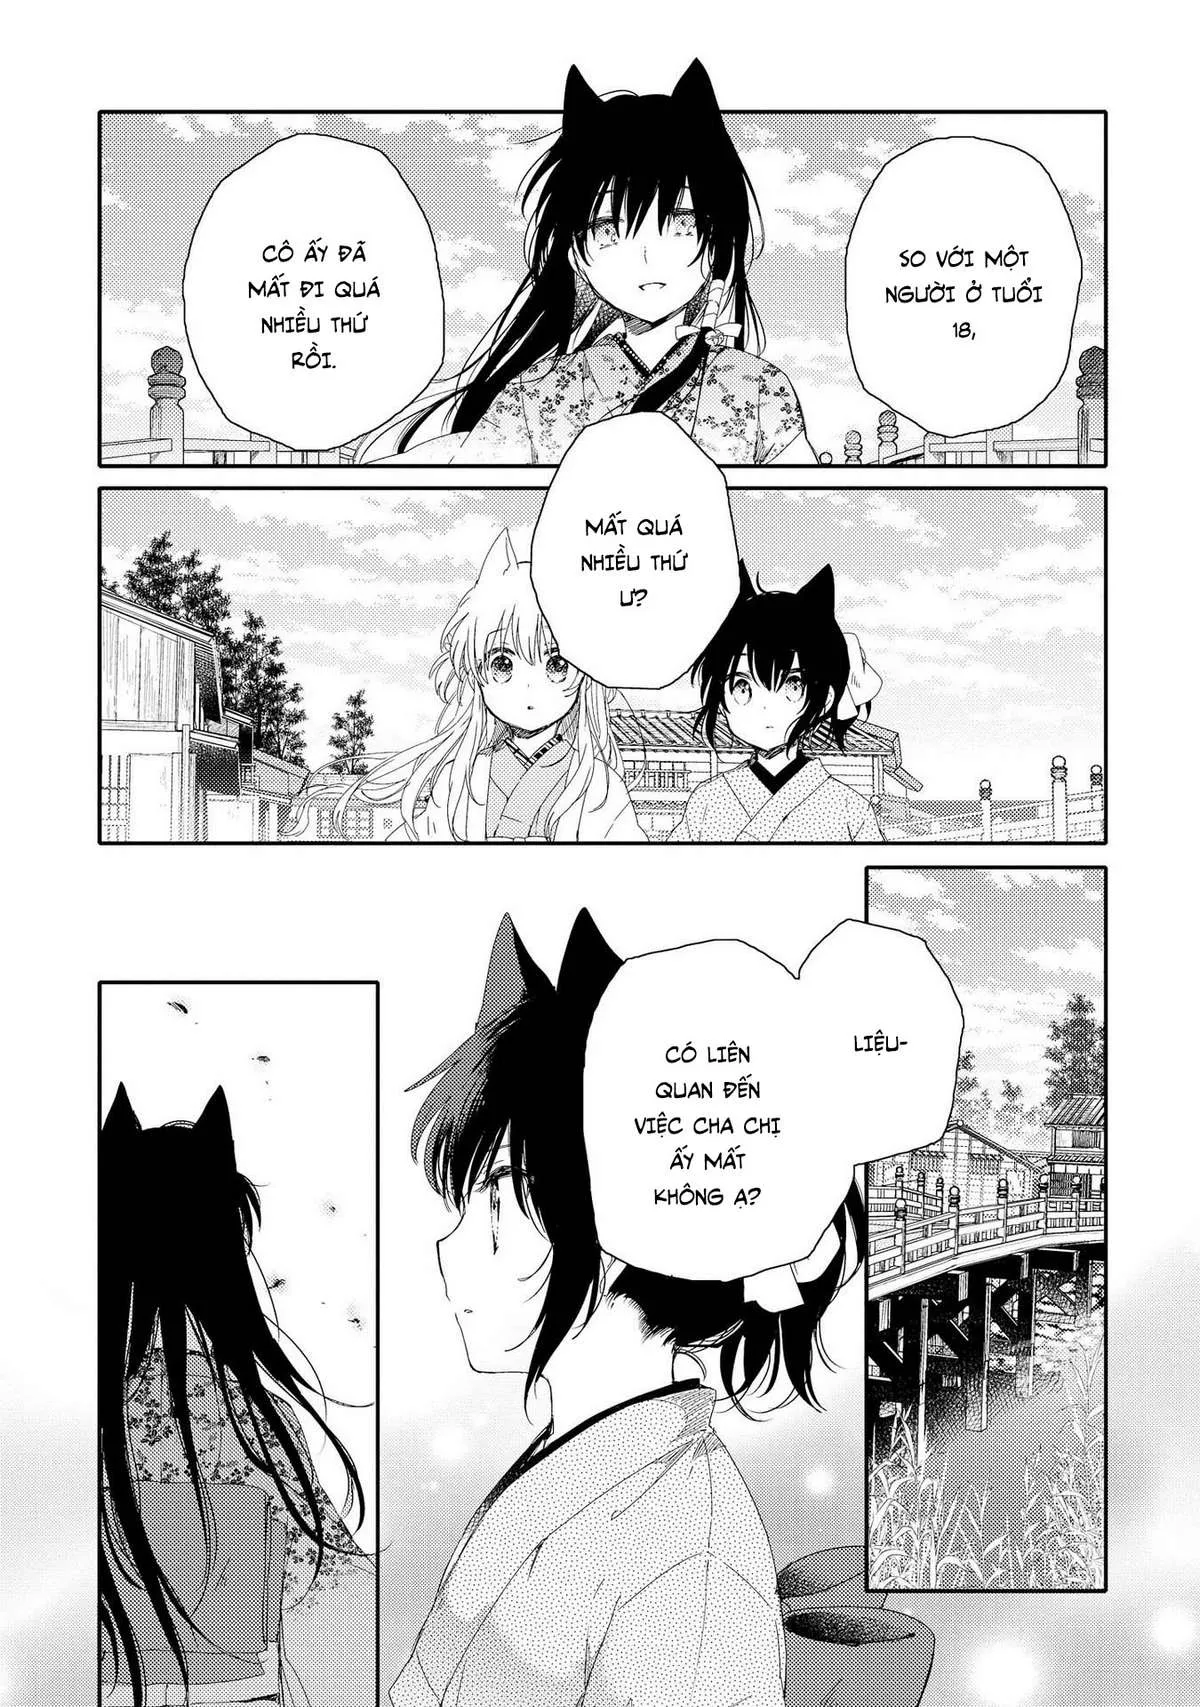 SO VỚI MỘT
NGƯỜI Ở TUỔI
18,
CÔ ẤY ĐÃ
MẤT ĐI QUÁ
NHIỀU THỨ
RỒI.
MẤT QUÁ
NHIỀU THỨ
Ư?
LIỆU-
CÓ LIÊN
QUAN ĐẾN
VIỆC CHA CHỊ
ẤY MẤT
KHÔNG Ạ?